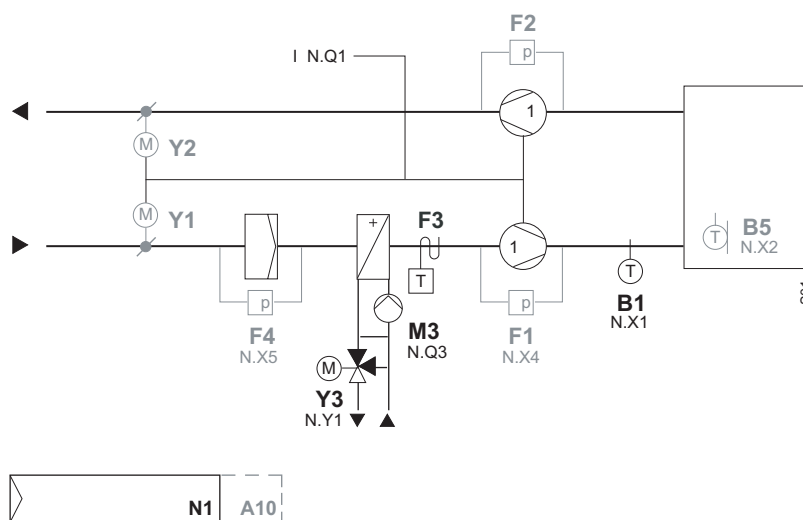 F2
p
I N.Q1
1
M
Y2
M
Y1
F3
B5
N.X2
T
+
1
T
T
p
p
B1
N.X1
F4
N.X5
M3
N.Q3
F1
N.X4
M
Y3
N.Y1
N1
A10